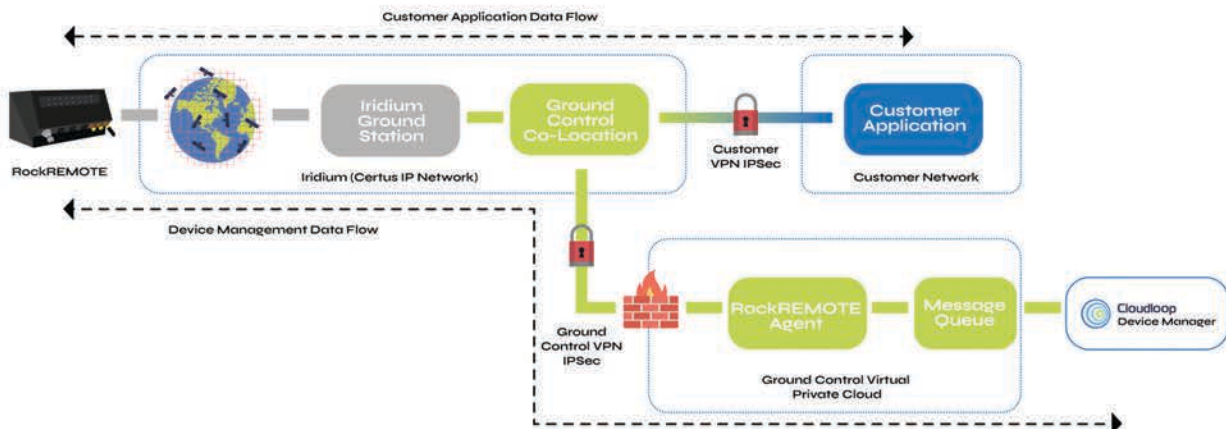 Customer Application Data Flow
Iridium
Ground
Station
Ground
Control
Co-Location
Customer
Application
RockREMOTE
Iridium (Certus IP Network)
Customer
VPN IPSec
Customer Network
Device Management Data Flow
RockREMOTE
Agent
Message
Queue
Cloudloop
Device Manager
Ground
Control VPN
IPSec
Ground Control Virtual
Private Cloud